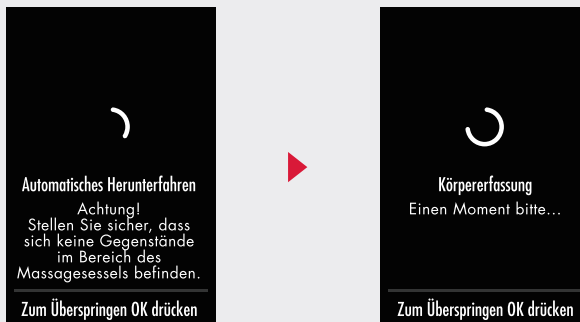 Automatisches Herunterfahren
Achtung!
Stellen Sie sicher, dass
sich keine Gegenstände
im Bereich des
Massagesessels befinden.
Zum Überspringen OK drücken
Körpererfassung
Einen Moment bitte...
Zum Überspringen OK drücken